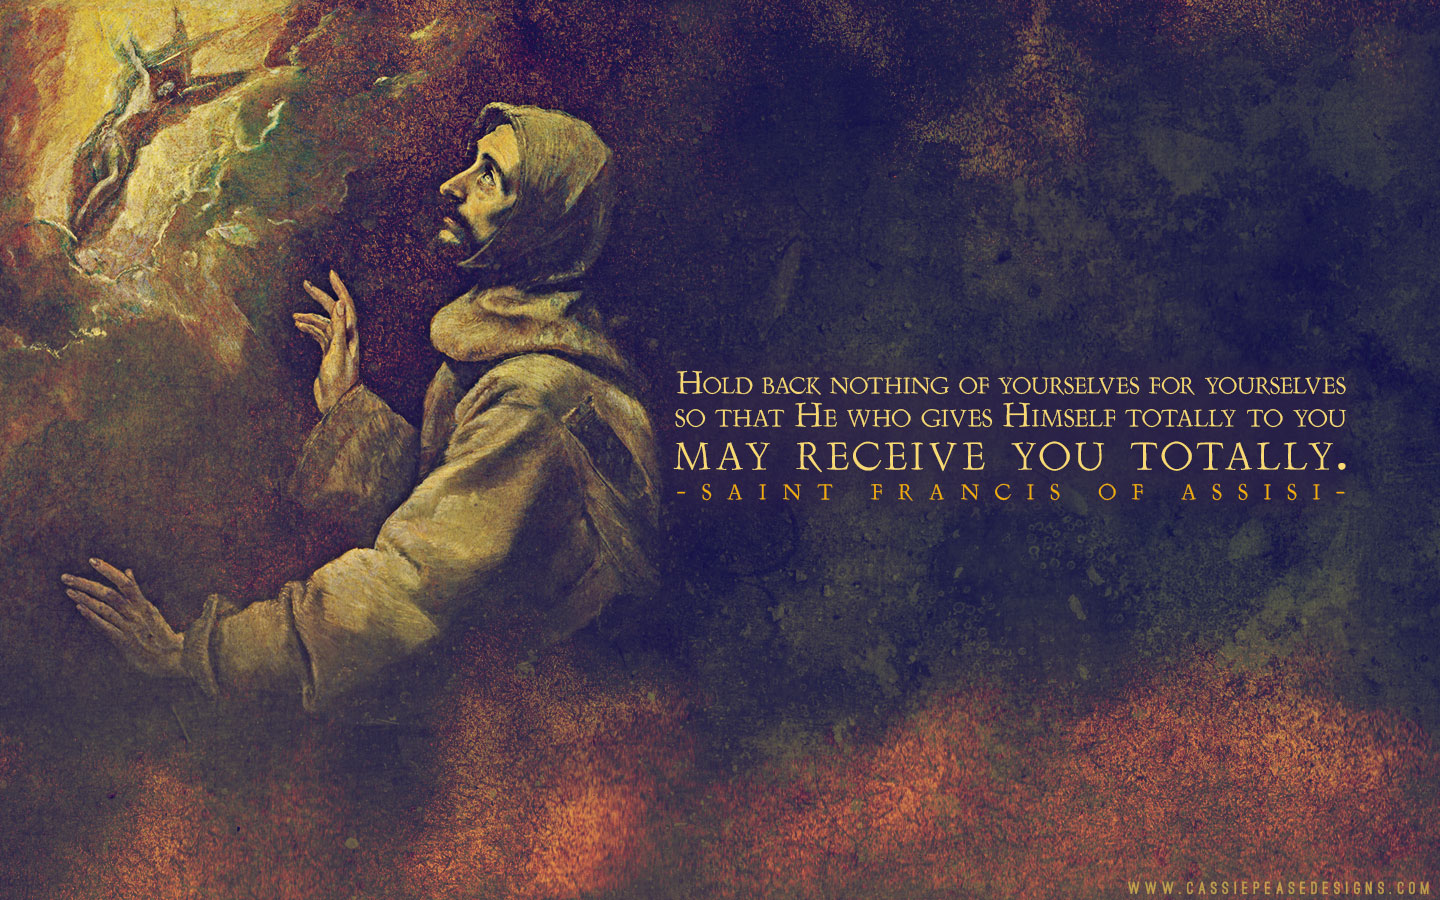 Hold back nothing of yourselves for yourselves
so that He who gives Himself totally to you
may receive you totally.
-Saint Francis of Assisi-
www.cassiepeasedesigns.com